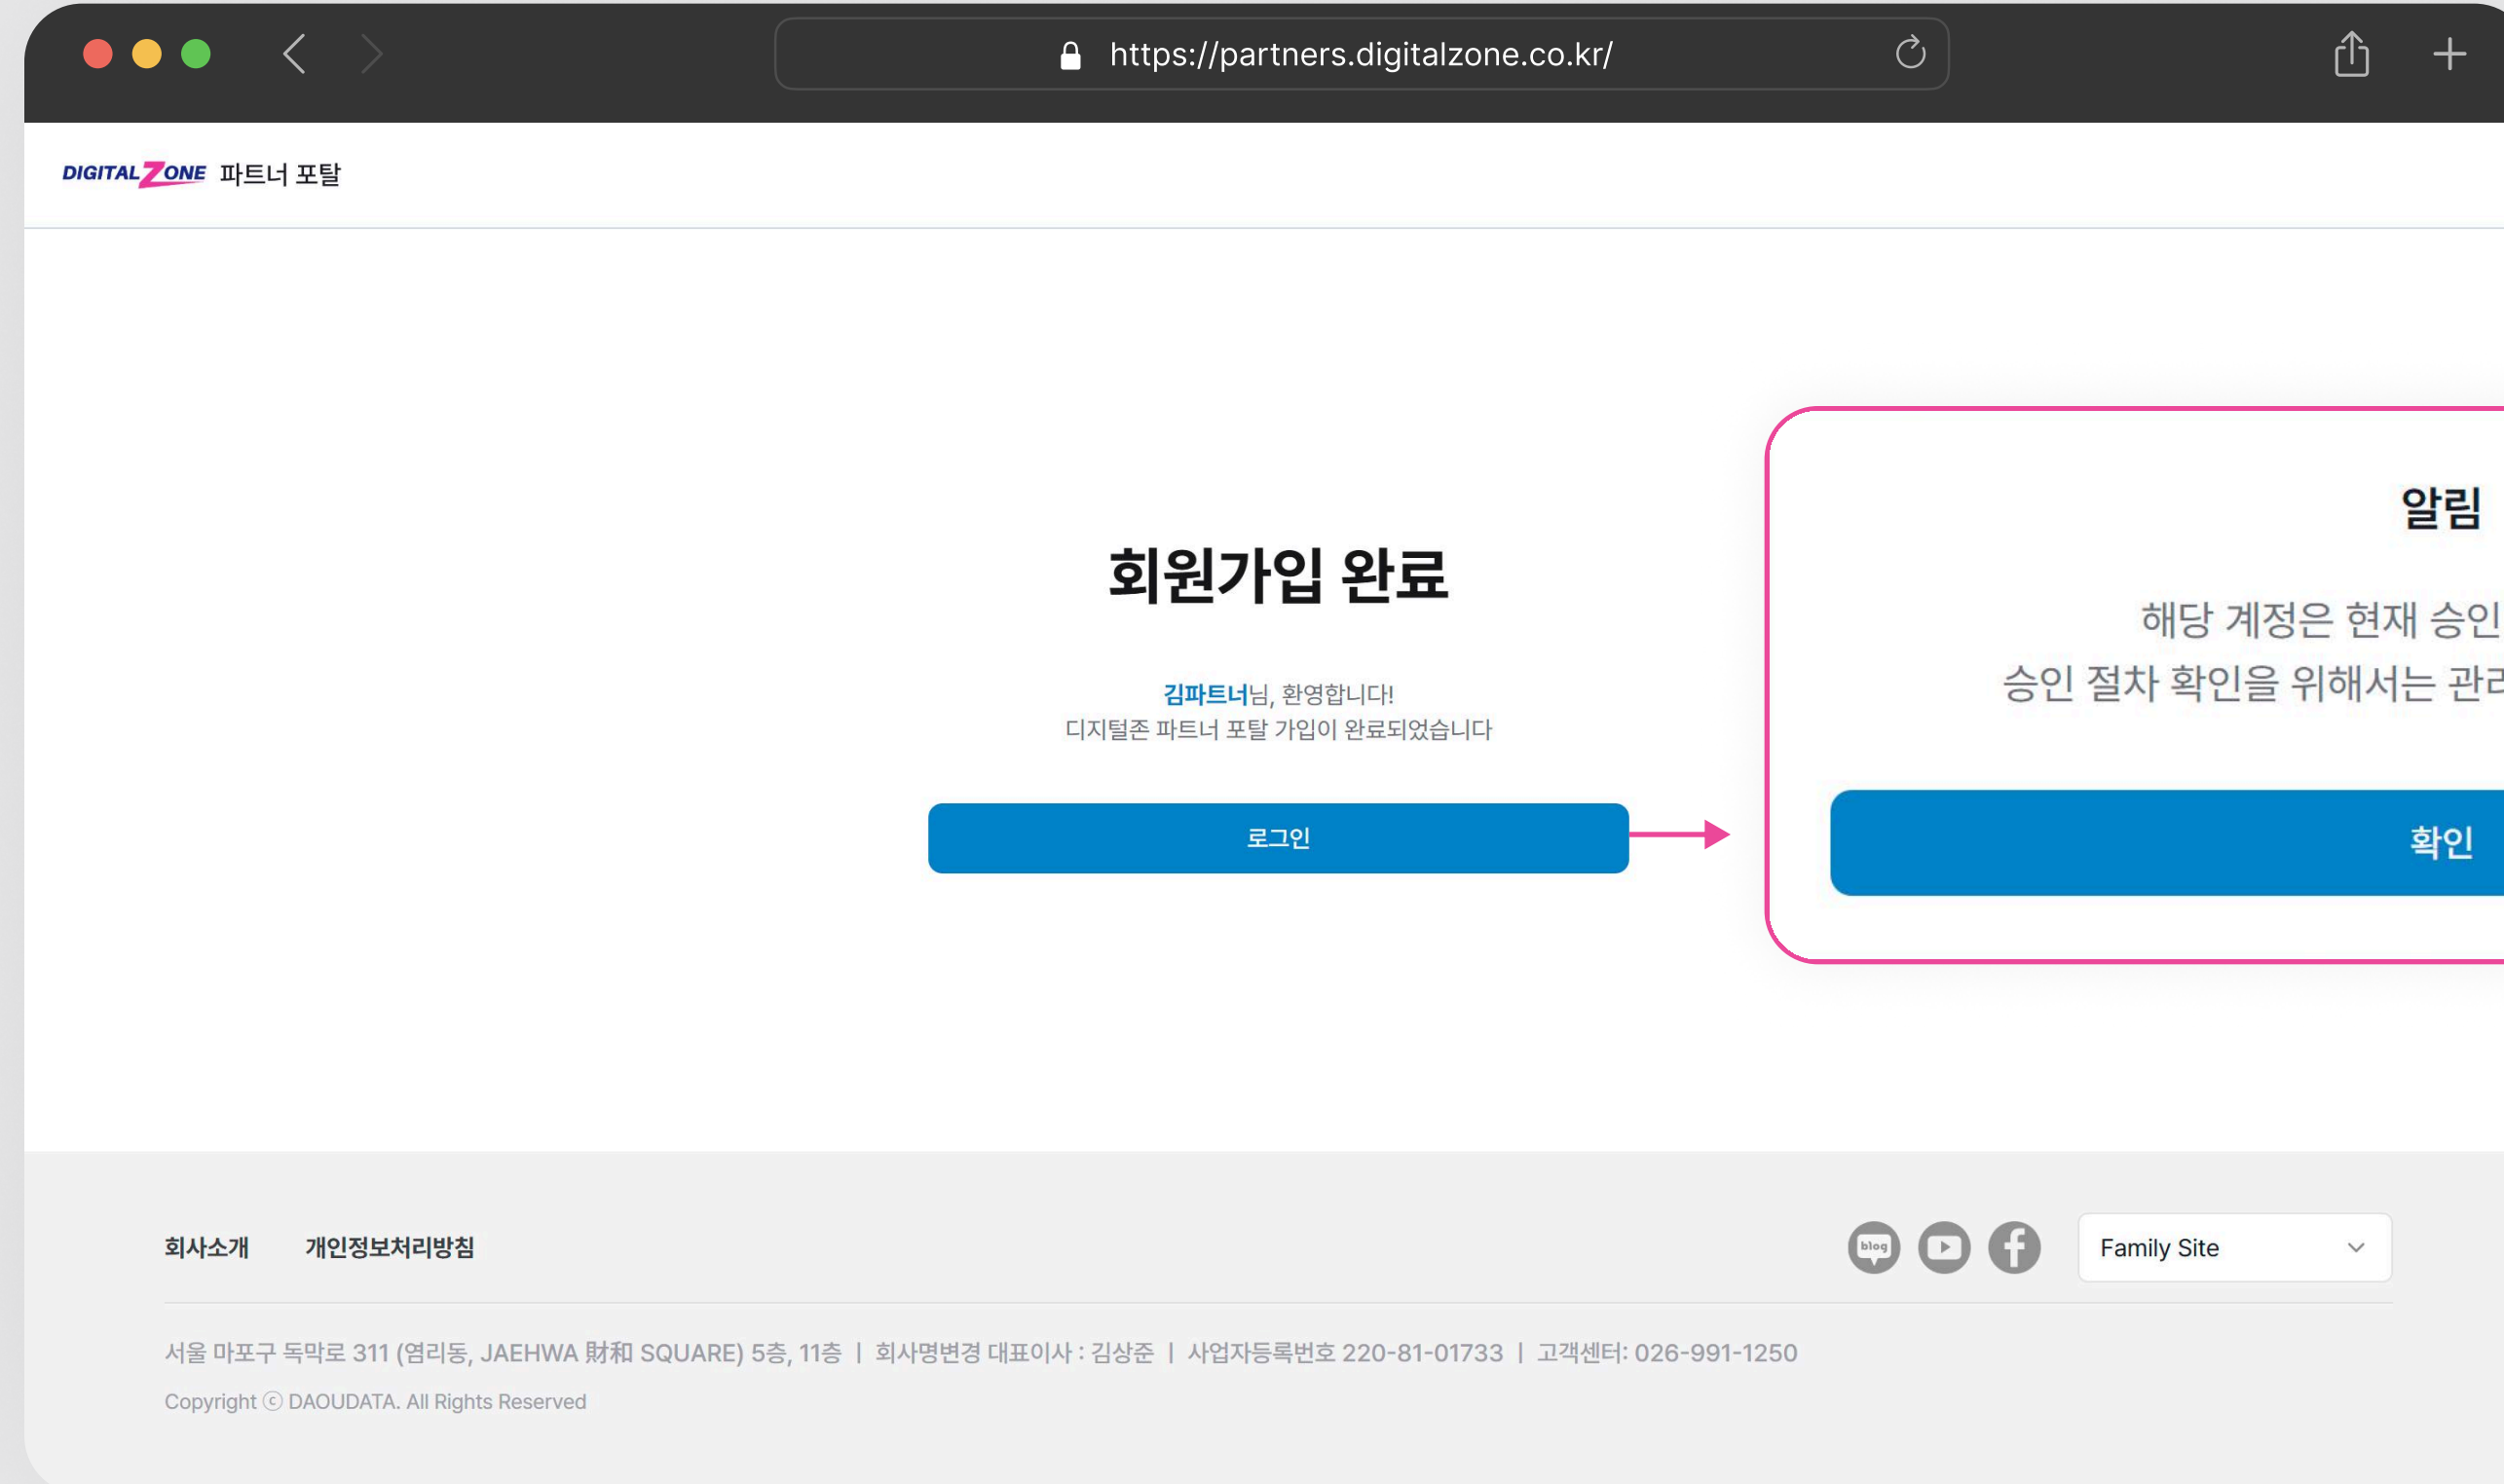 https://partners.digitalzone.co.kr/
DIGITALZONE 파트너 포탈
회원가입 완료
김파트너님, 환영합니다!
디지털존 파트너 포탈 가입이 완료되었습니다
로그인
알림
해당 계정은 현재 승인
승인 절차 확인을 위해서는
확인
회사소개 개인정보처리방침
blog
Family Site
서울 마포구 독막로 311 (염리동, JAEHWA 財和 SQUARE) 5층, 11층 | 회사명변경 대표이사 : 김상준 | 사업자등록번호 220-81-01733 | 고객센터: 026-991-1250
Copyright ⓒ DAOUDATA. All Rights Reserved